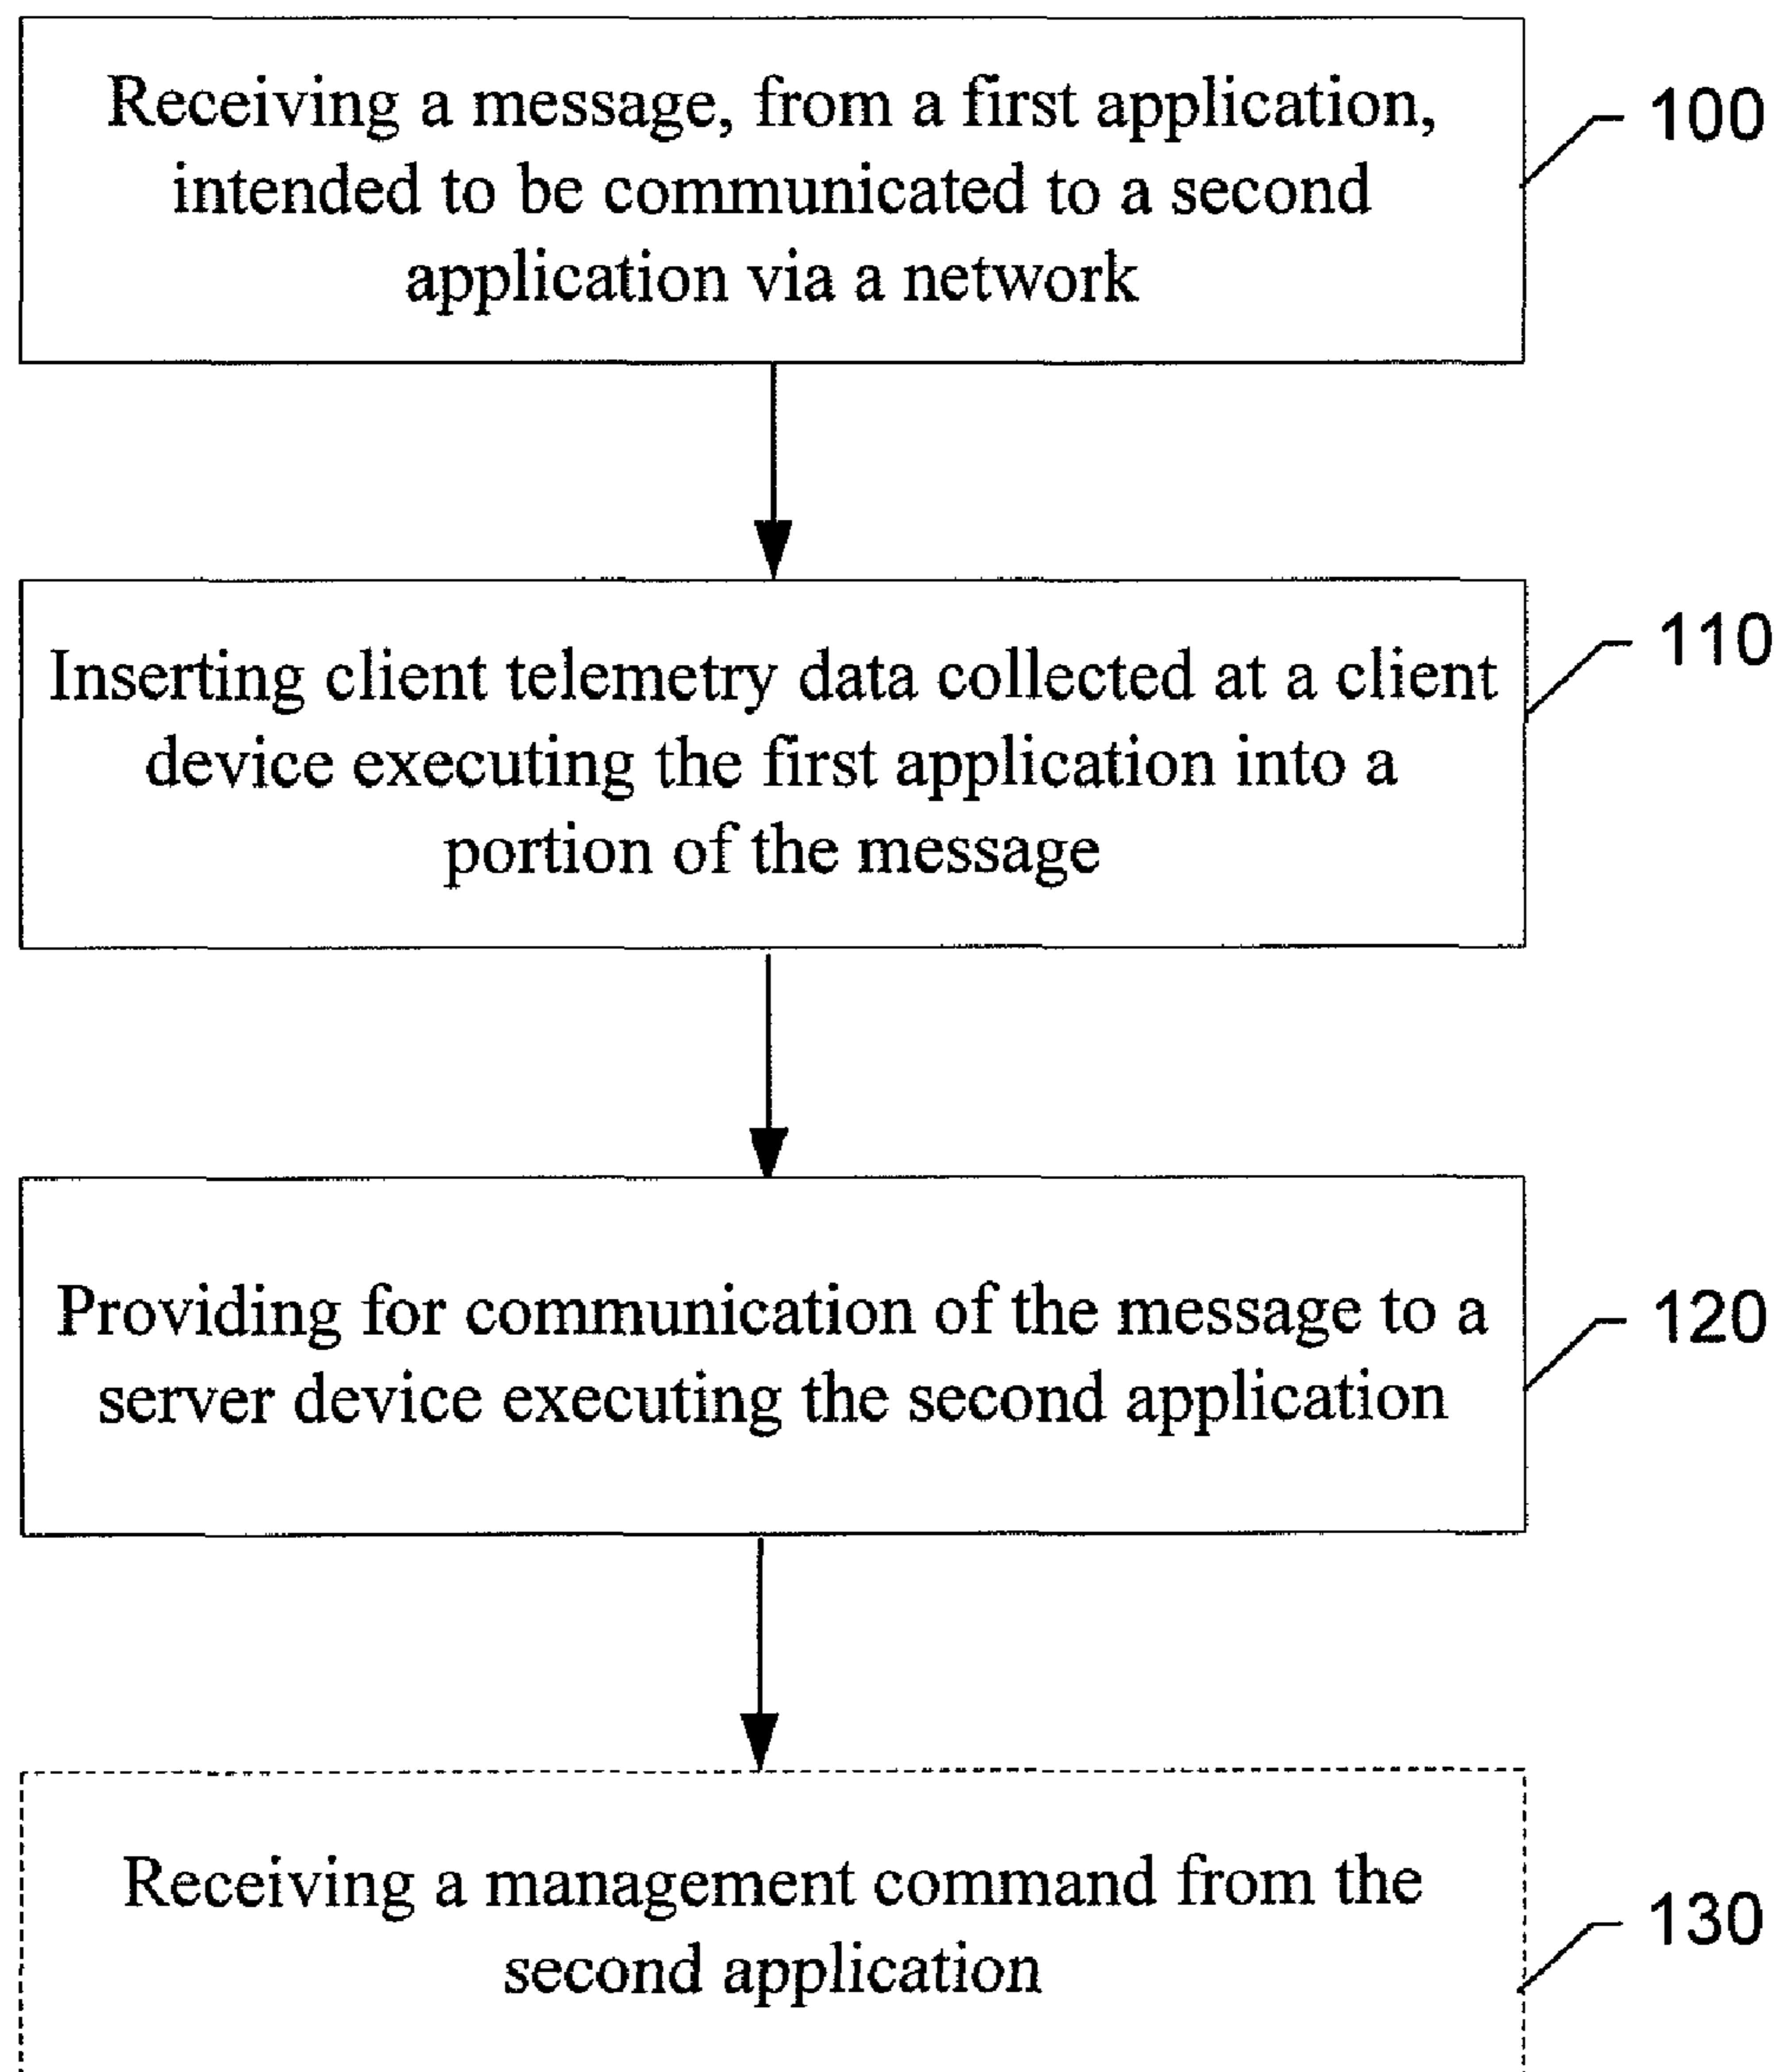 Receiving a message, from a first application,
intended to be communicated to a second
application via a network
100
Inserting client telemetry data collected at a client
device executing the first application into a
portion of the message
110
Providing for communication of the message to a
server device executing the second application
120
Receiving a management command from the
second application
130